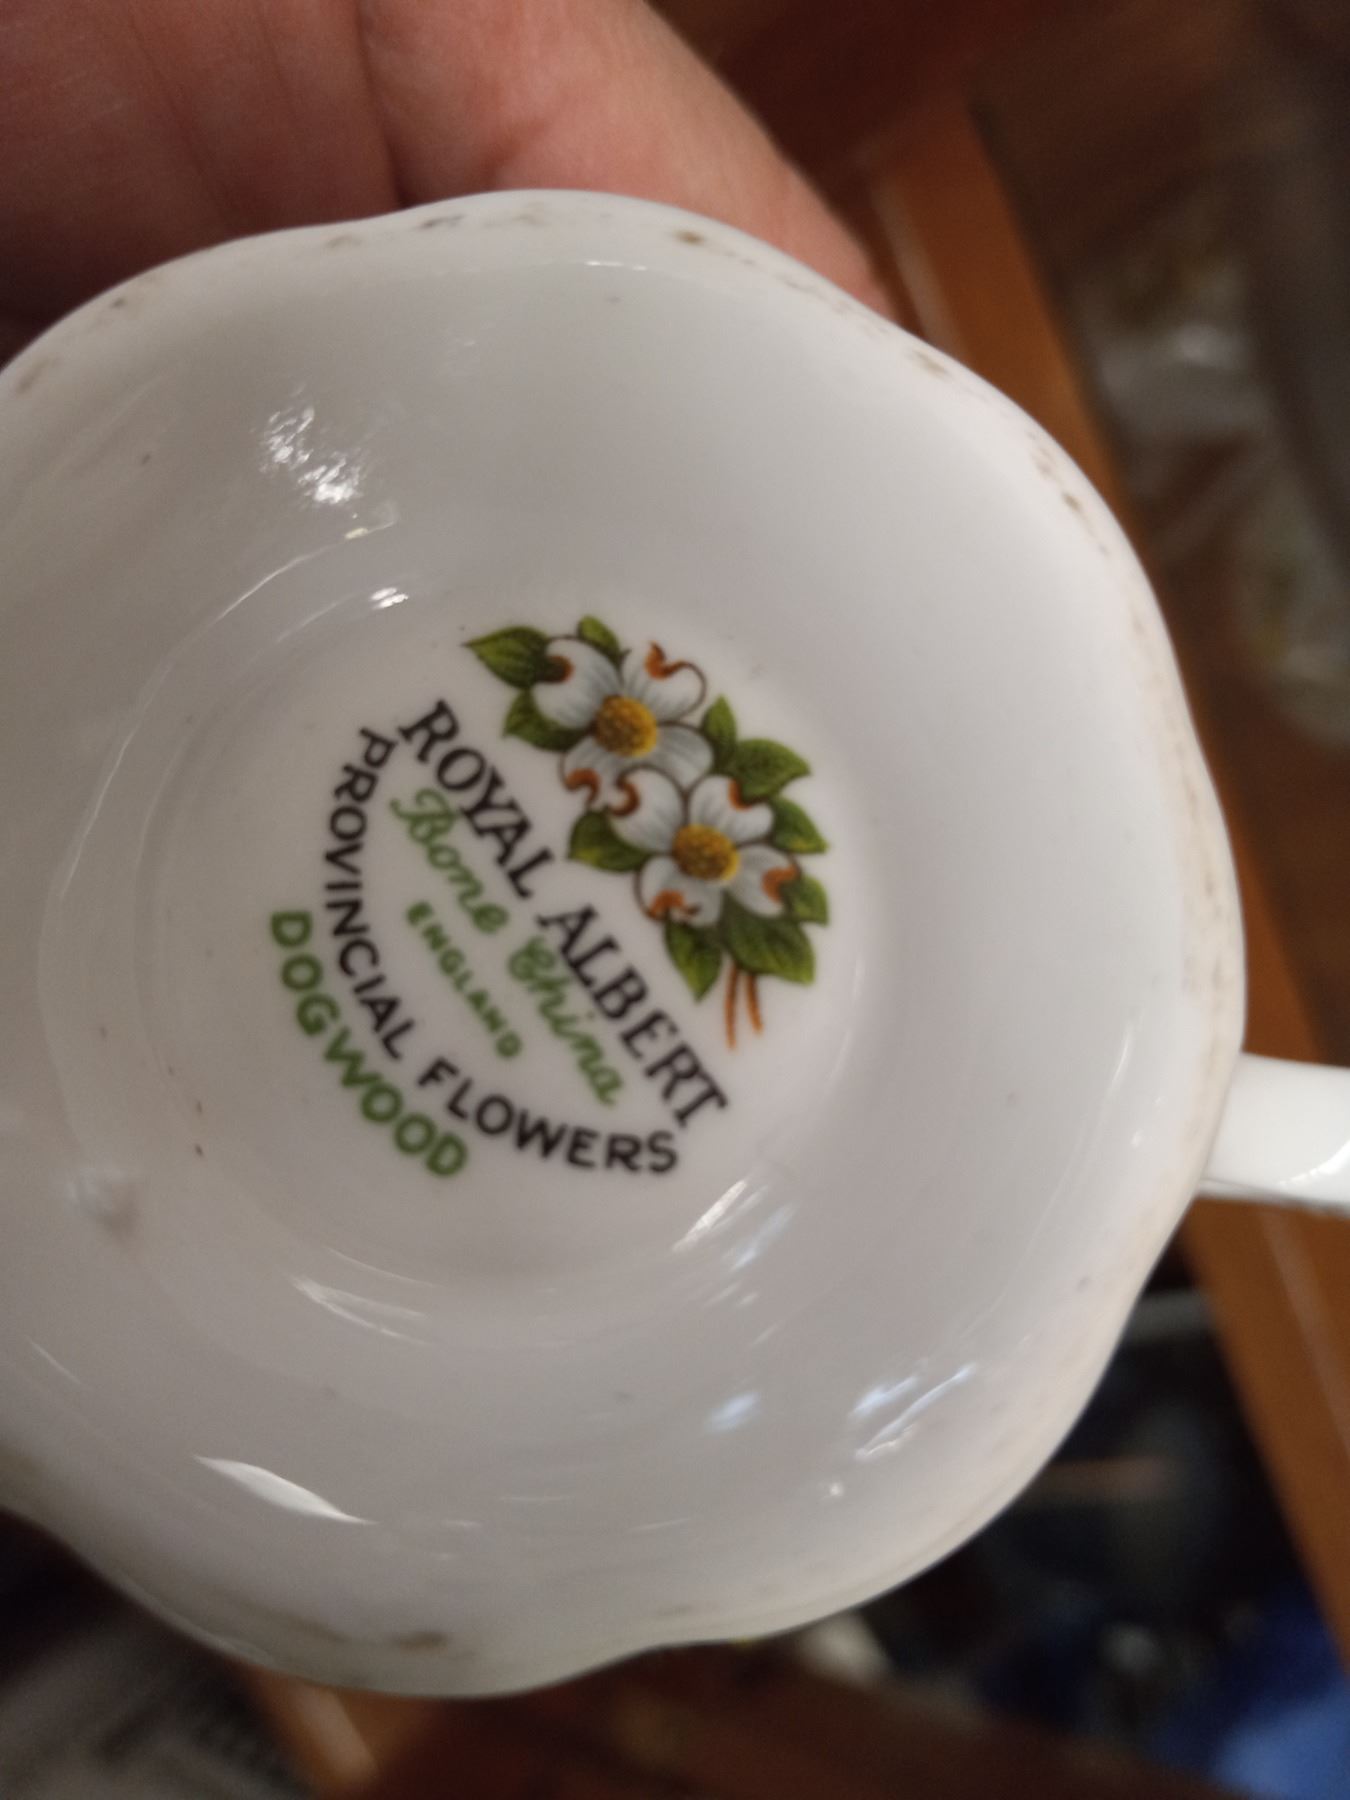 ROYAL ALBERT
Bone China
ENGLAND
PROVINCIAL FLOWERS
DOGWOOD